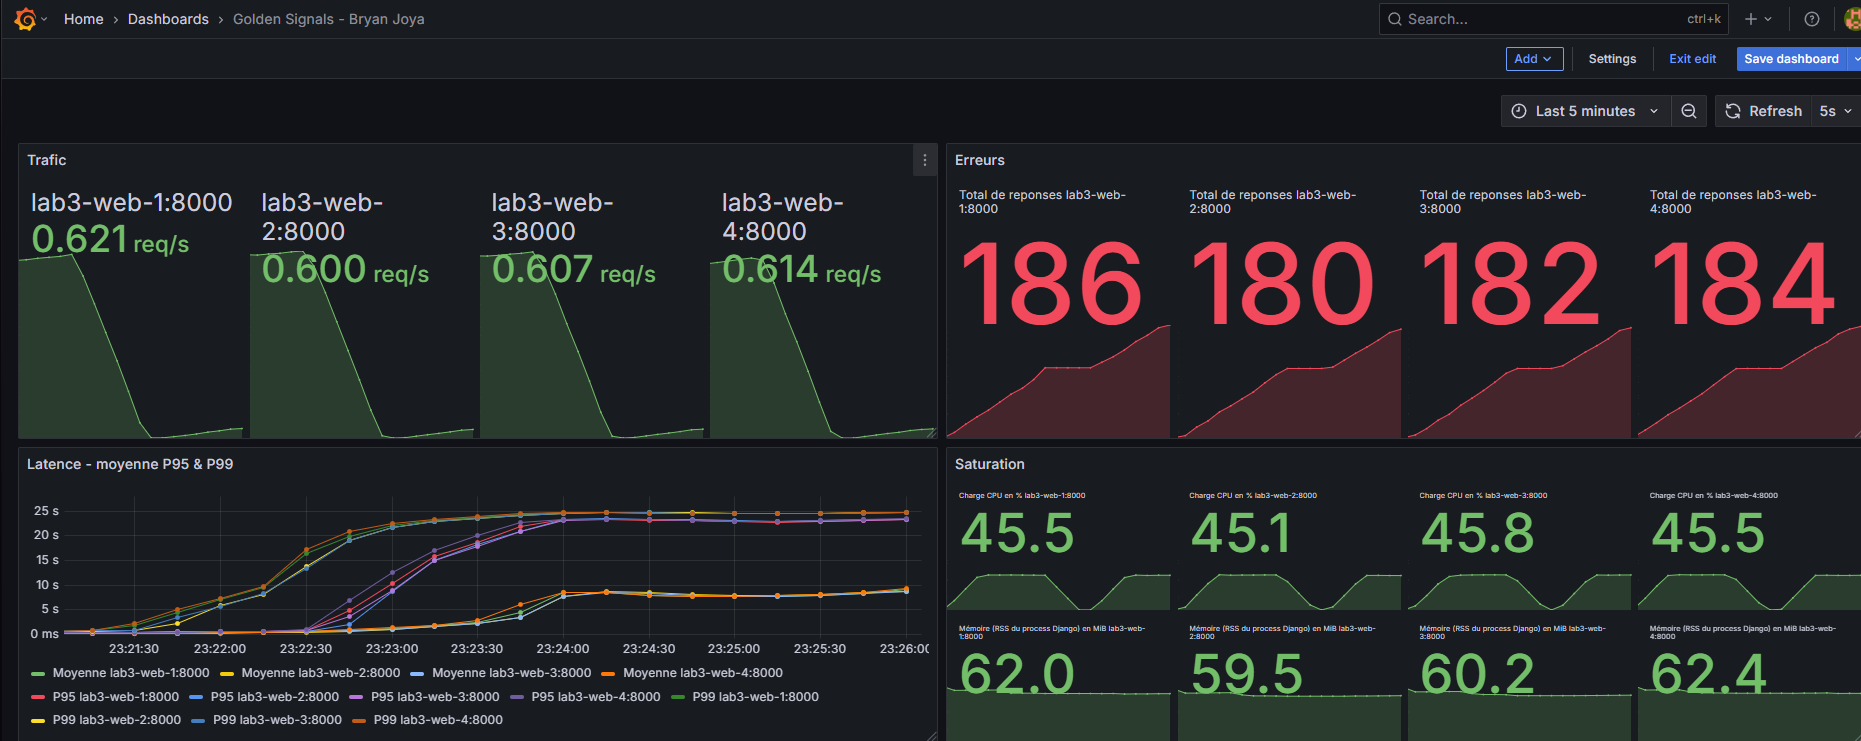 Home › Dashboards › Golden Signals - Bryan Joya
Search... ctrl+k
Add Settings Exit edit Save dashboard
Last 5 minutes Refresh 5s
Trafic
lab3-web-1:8000
0.621 req/s
lab3-web-
2:8000
0.600 req/s
lab3-web-
3:8000
0.607 req/s
lab3-web-
4:8000
0.614 req/s
Erreurs
Total de reponses lab3-web-
1:8000
186
Total de reponses lab3-web-
2:8000
180
Total de reponses lab3-web-
3:8000
182
Total de reponses lab3-web-
4:8000
184
Latence - moyenne P95 & P99
25 s
20 s
15 s
10 s
5 s
0 ms
23:21:30 23:22:00 23:22:30 23:23:00 23:23:30 23:24:00 23:24:30 23:25:00 23:25:30 23:26:00
Moyenne lab3-web-1:8000 Moyenne lab3-web-2:8000 Moyenne lab3-web-3:8000 Moyenne lab3-web-4:8000
P95 lab3-web-1:8000 P95 lab3-web-2:8000 P95 lab3-web-3:8000 P95 lab3-web-4:8000 P99 lab3-web-1:8000
P99 lab3-web-2:8000 P99 lab3-web-3:8000 P99 lab3-web-4:8000
Saturation
Charge CPU en % lab3-web-1:8000
45.5
Charge CPU en % lab3-web-2:8000
45.1
Charge CPU en % lab3-web-3:8000
45.8
Charge CPU en % lab3-web-4:8000
45.5
Mémoire (RSS du process Django) en MiB lab3-web-
1:8000
62.0
Mémoire (RSS du process Django) en MiB lab3-web-
2:8000
59.5
Mémoire (RSS du process Django) en MiB lab3-web-
3:8000
60.2
Mémoire (RSS du process Django) en MiB lab3-web-
4:8000
62.4